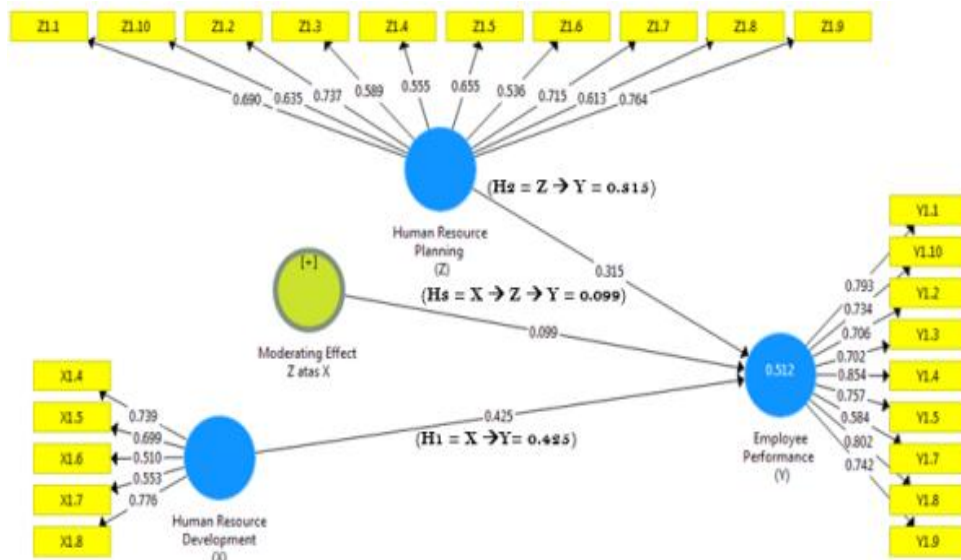 Z1.1
Z1.10
Z1.2
Z1.3
Z1.4
Z1.5
Z1.6
Z1.7
Z1.8
Z1.9
0.690
0.635
0.737
0.589
0.555
0.655
0.536
0.715
0.613
0.764
(H2 = Z → Y = 0.315)
Human Resource
Planning
(Z)
0.315
[+]
(H3 = X → Z → Y = 0.099)
0.099
Moderating Effect
Z atas X
X1.4
X1.5
X1.6
X1.7
X1.8
0.739
0.699
0.510
0.553
0.776
0.425
(H1 = X → Y= 0.425)
Human Resource
Development
(X)
0.512
Employee
Performance
(Y)
0.793
0.734
0.706
0.702
0.854
0.757
0.584
0.802
0.742
Y1.1
Y1.10
Y1.2
Y1.3
Y1.4
Y1.5
Y1.7
Y1.8
Y1.9